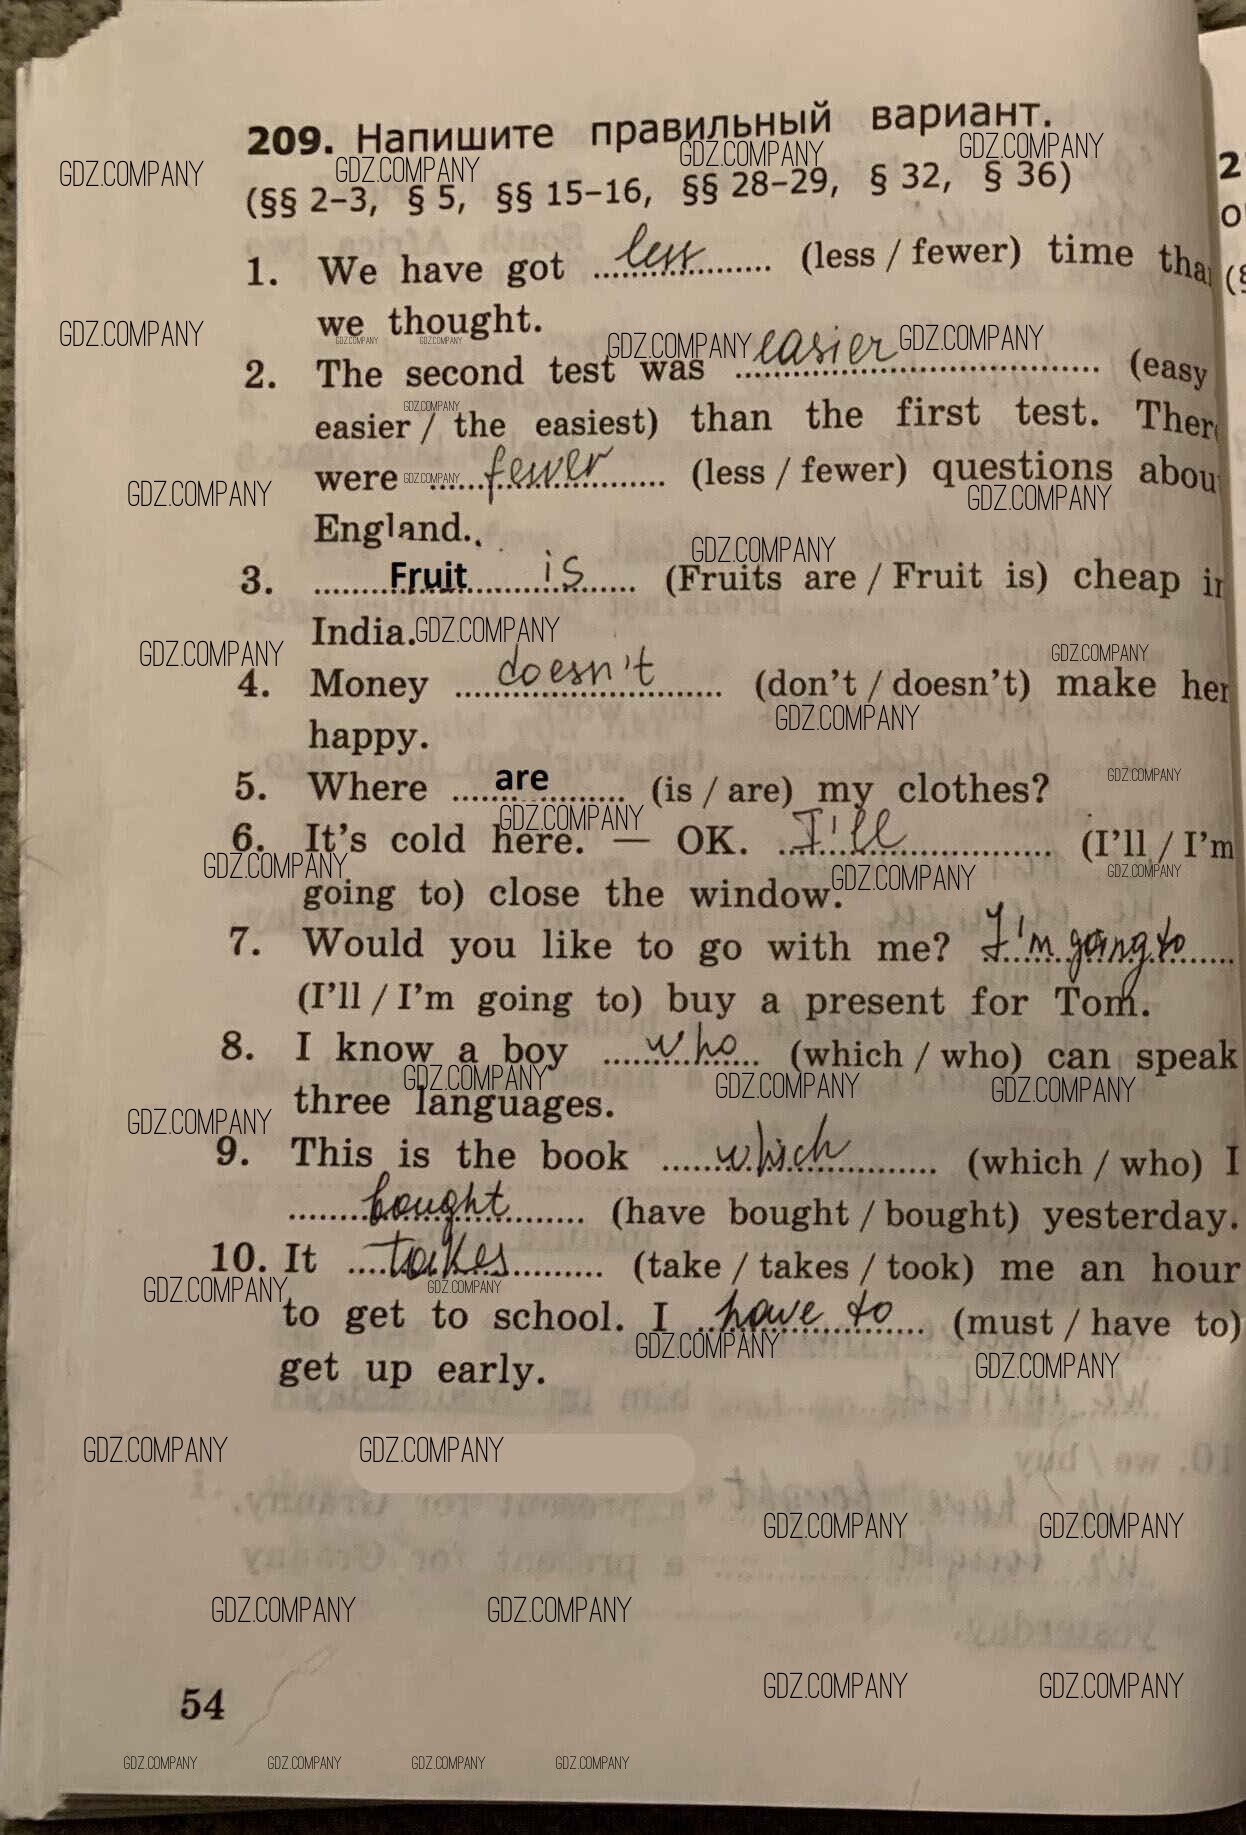 209. Напишите правильный вариант.
(§§ 2–3, § 5, §§ 15–16, §§ 28–29, § 32, § 36)
1. We have got less (less / fewer) time
we thought.
2. The second test was easier (easy
easier / the easiest) than the first test.
were fewer (less / fewer) questions
England.
3. Fruit is (Fruits are / Fruit is) cheap
India.
4. Money doesn't (don't / doesn't) make her
happy.
5. Where are (is / are) my clothes?
6. It's cold here. — OK. I'll (I'll / I'm
going to) close the window.
7. Would you like to go with me? I'm going to
(I'll / I'm going to) buy a present for Tom.
8. I know a boy who (which / who) can speak
three languages.
9. This is the book which (which / who) I
bought (have bought / bought) yesterday.
10. It takes (take / takes / took) me an hour
to get to school. I have to (must / have to)
get up early.
54
GDZ.COMPANY